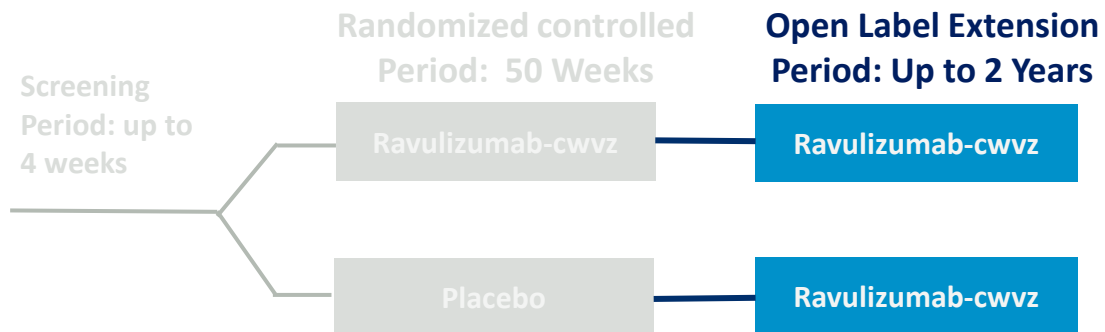 Screening
Period: up to
4 weeks
Randomized controlled
Period: 50 Weeks
Ravulizumab-cwvz
Placebo
Open Label Extension
Period: Up to 2 Years
Ravulizumab-cwvz
Ravulizumab-cwvz